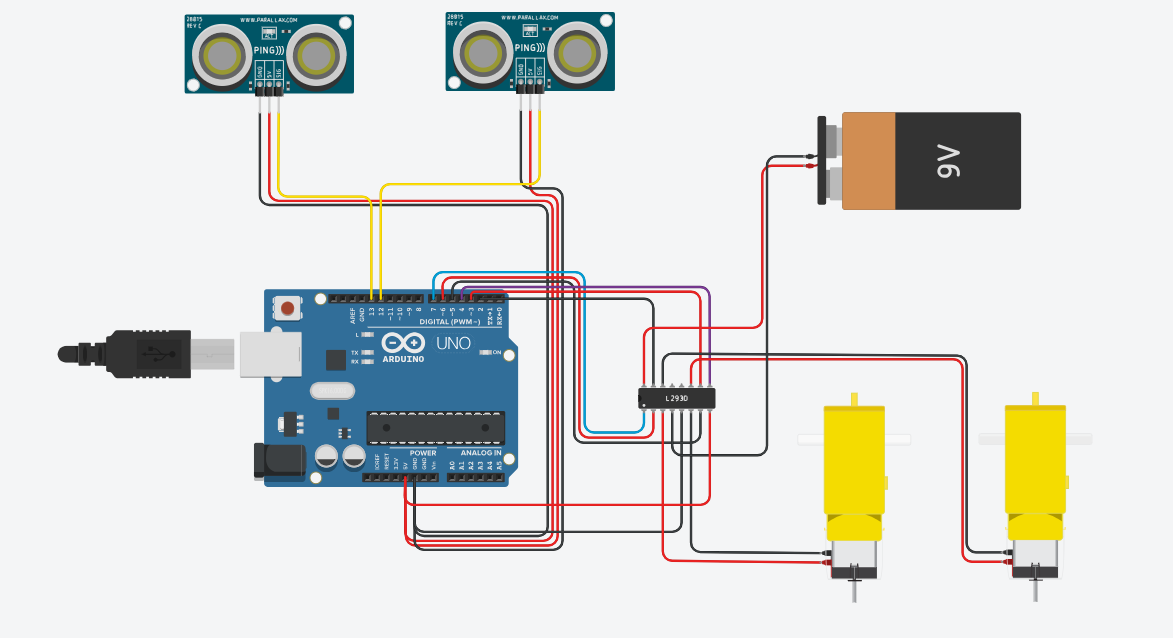 28015
REV C
WWW.PARALLAX.COM
ACT
PING)))
GND
5V
SIG
28015
REV C
WWW.PARALLAX.COM
ACT
PING)))
GND
5V
SIG
9V
AREF
GND
13
12
~11
~10
~9
8
7
~6
~5
4
~3
2
TX→1
RX←0
DIGITAL (PWM~)
L
TX
RX
ARDUINO
UNO
ON
L293D
POWER
ANALOG IN
IOREF
RESET
3.3V
5V
GND
GND
Vin
A0
A1
A2
A3
A4
A5